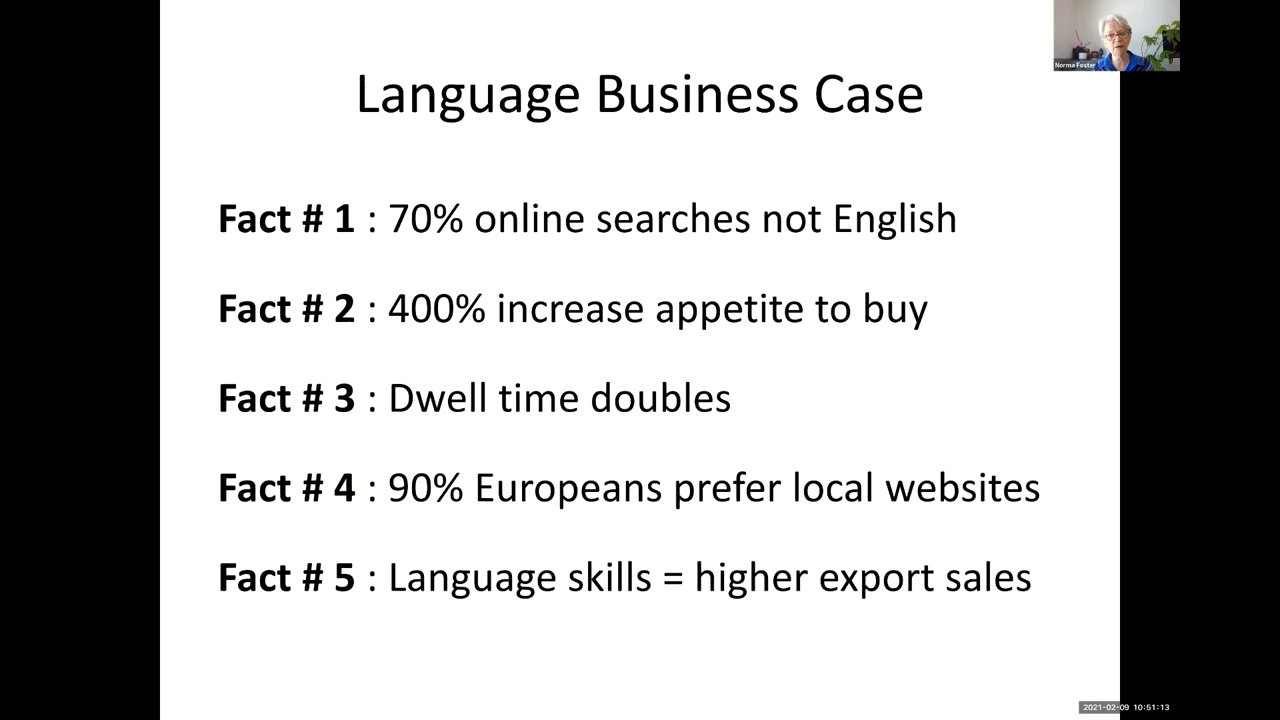 Norma Foster
Language Business Case
Fact # 1 : 70% online searches not English
Fact # 2 : 400% increase appetite to buy
Fact # 3 : Dwell time doubles
Fact # 4 : 90% Europeans prefer local websites
Fact # 5 : Language skills = higher export sales
2021-02-09 10:51:13